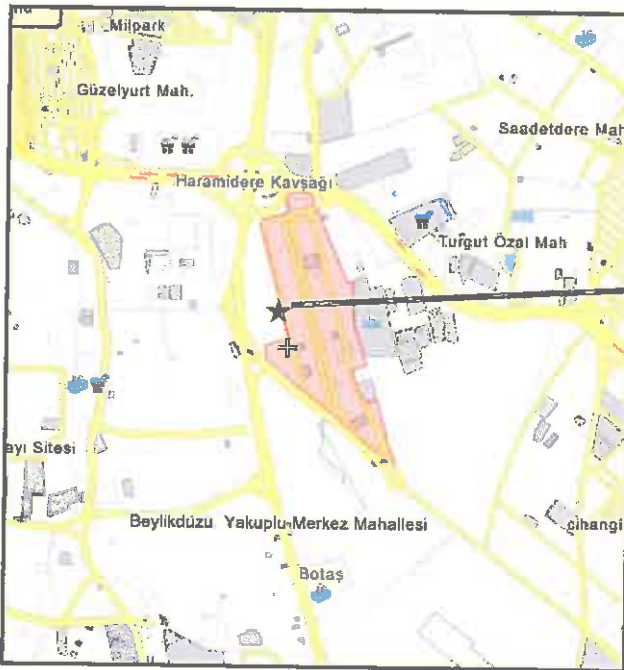 Milpark
Güzelyurt Mah.
Saadetdere Mah
Haramidere Kavşağı
Turgut Özal Mah
ayı Sitesi
Beylikdüzü Yakuplu Merkez Mahallesi
cihangi
Botaş